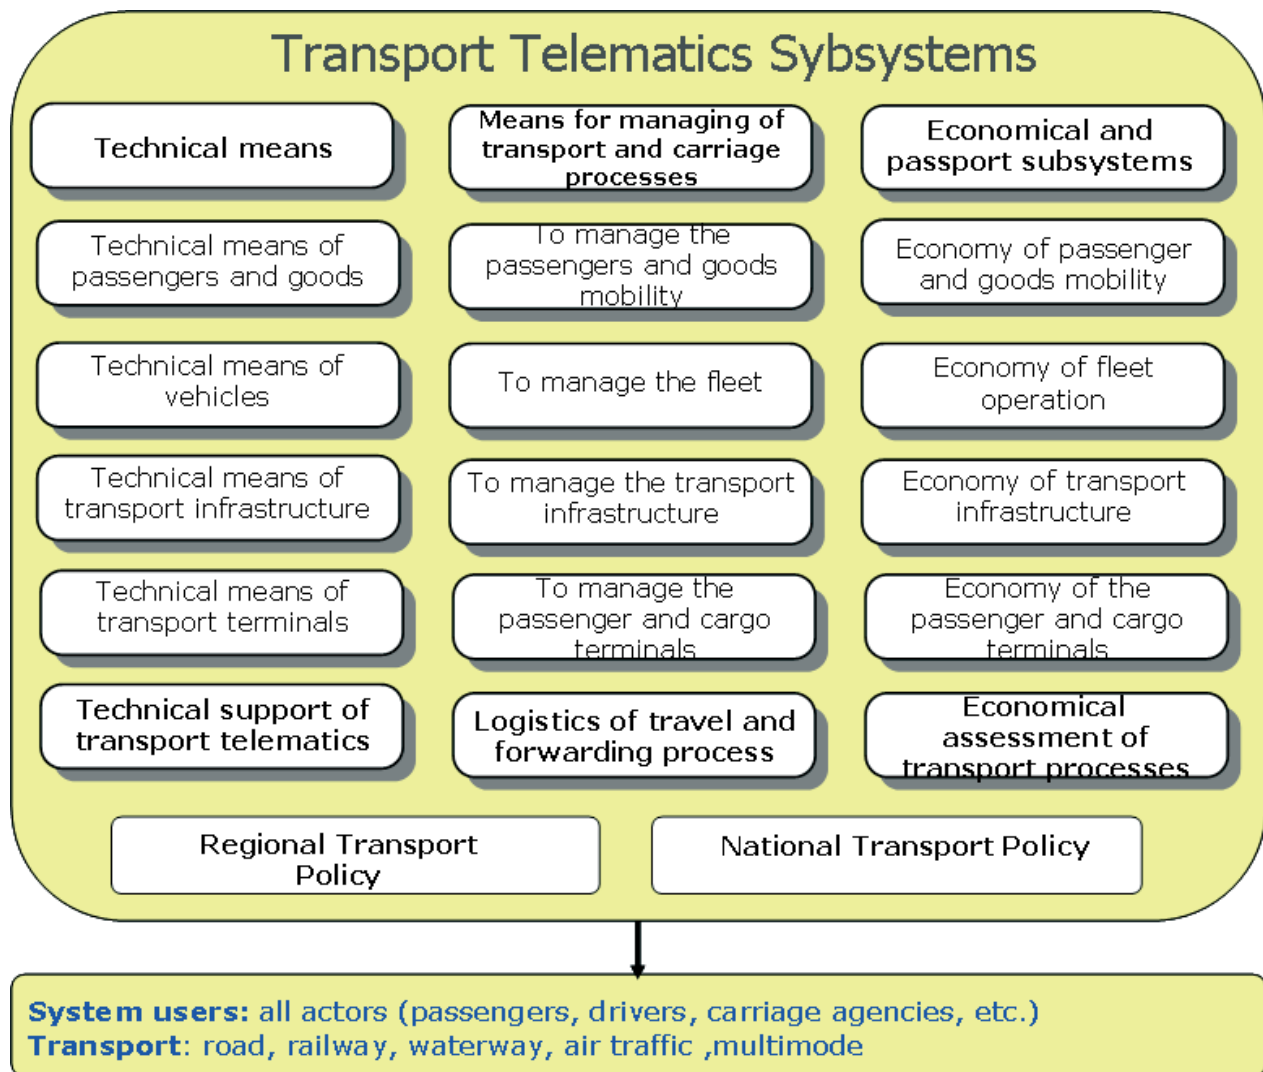 Transport Telematics Sybsystems
Technical means
Means for managing of
transport and carriage
processes
Economical and
passport subsystems
Technical means of
passengers and goods
To manage the
passengers and goods
mobility
Economy of passenger
and goods mobility
Technical means of
vehicles
To manage the fleet
Economy of fleet
operation
Technical means of
transport infrastructure
To manage the transport
infrastructure
Economy of transport
infrastructure
Technical means of
transport terminals
To manage the
passenger and cargo
terminals
Economy of the
passenger and cargo
terminals
Technical support of
transport telematics
Logistics of travel and
forwarding process
Economical
assessment of
transport processes
Regional Transport
Policy
National Transport Policy
System users: all actors (passengers, drivers, carriage agencies, etc.)
Transport: road, railway, waterway, air traffic ,multimode